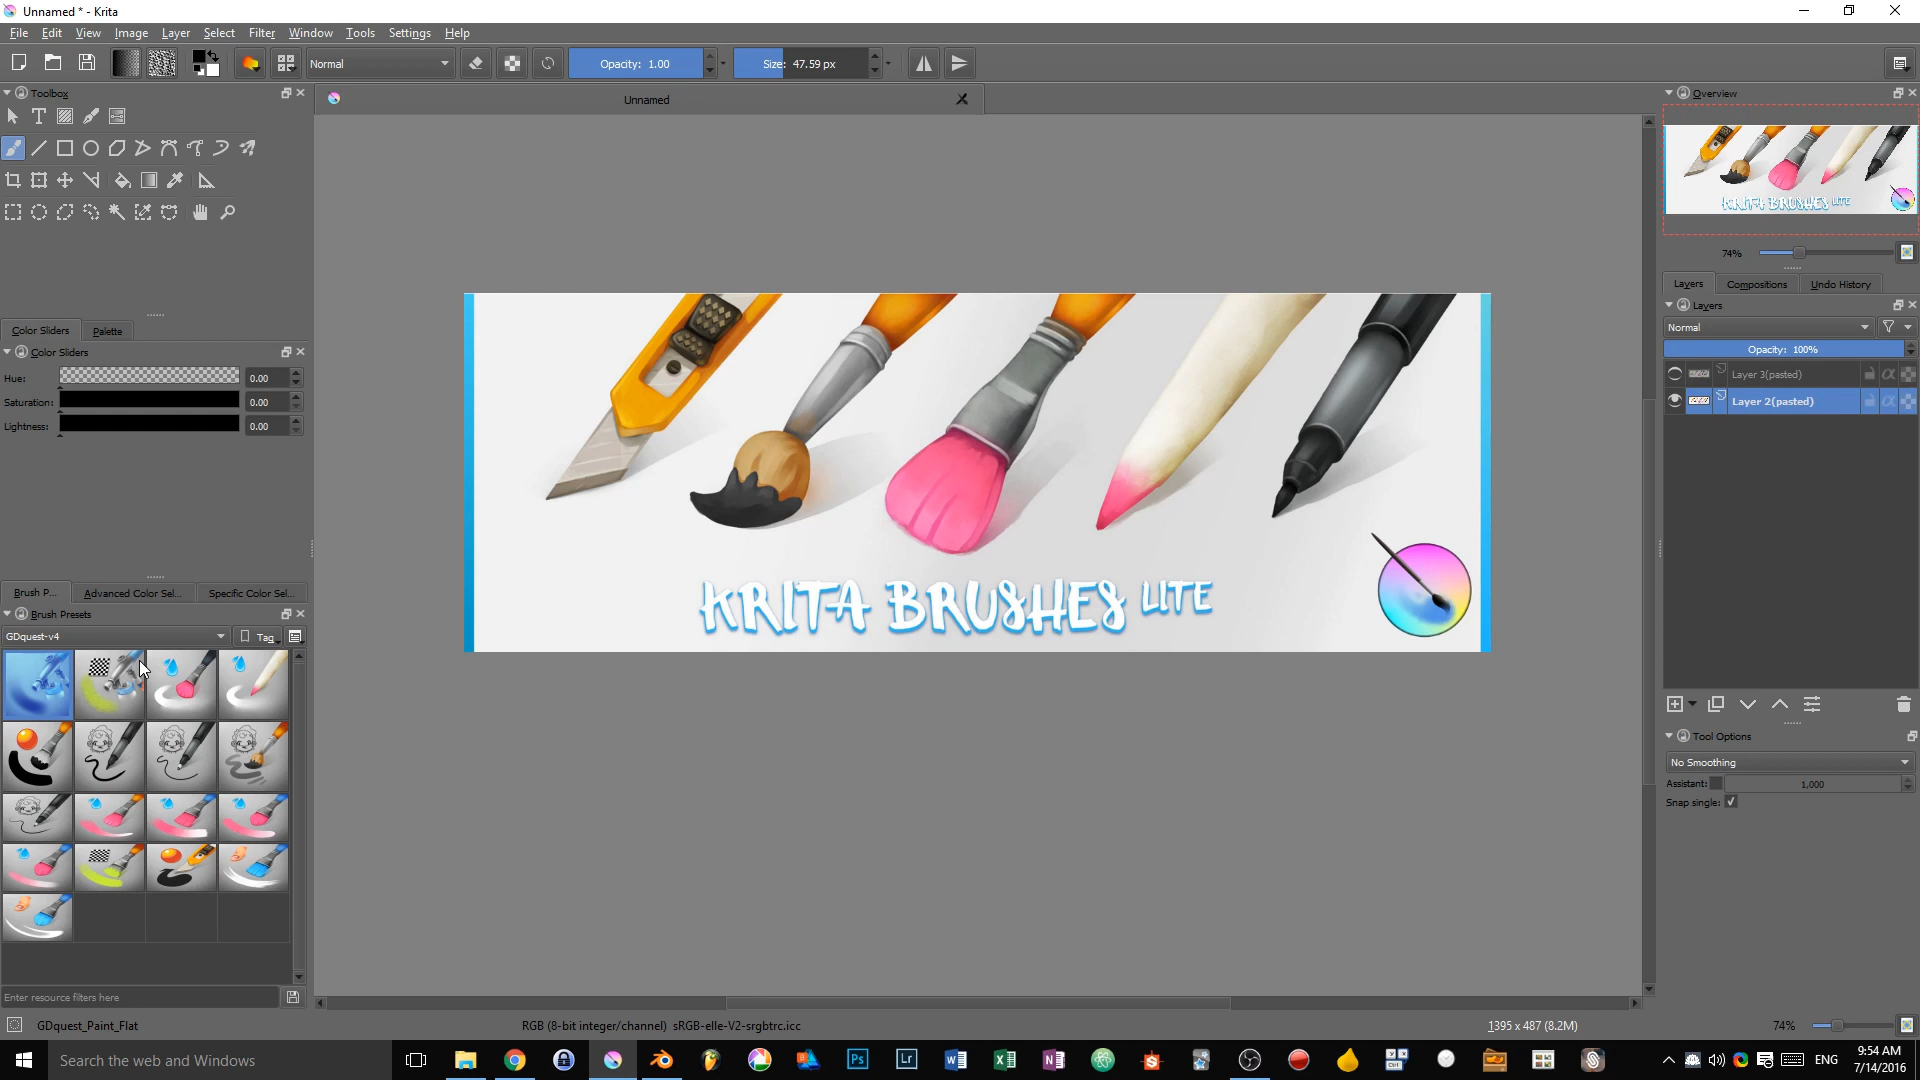 Unnamed * - Krita
File Edit View Image Layer Select Filter Window Tools Settings Help
Normal
Opacity: 1.00
Size: 47.59 px
Toolbox
Unnamed
Overview
KRITA BRUSHES LITE
74%
Layers Compositions Undo History
Layers
Normal
Opacity: 100%
Layer 3(pasted)
Layer 2(pasted)
Color Sliders Palette
Color Sliders
Hue: 0.00
Saturation: 0.00
Lightness: 0.00
KRITA BRUSHES LITE
Brush P... Advanced Color Sel... Specific Color Sel...
Brush Presets
GDquest-v4
Tag
Tool Options
No Smoothing
Assistant: 1,000
Snap single:
Enter resource filters here
GDquest_Paint_Flat
RGB (8-bit integer/channel) sRGB-elle-V2-srgbtrc.icc
1395 x 487 (8.2M)
74%
Search the web and Windows
Ps
Lr
ENG
9:54 AM
7/14/2016